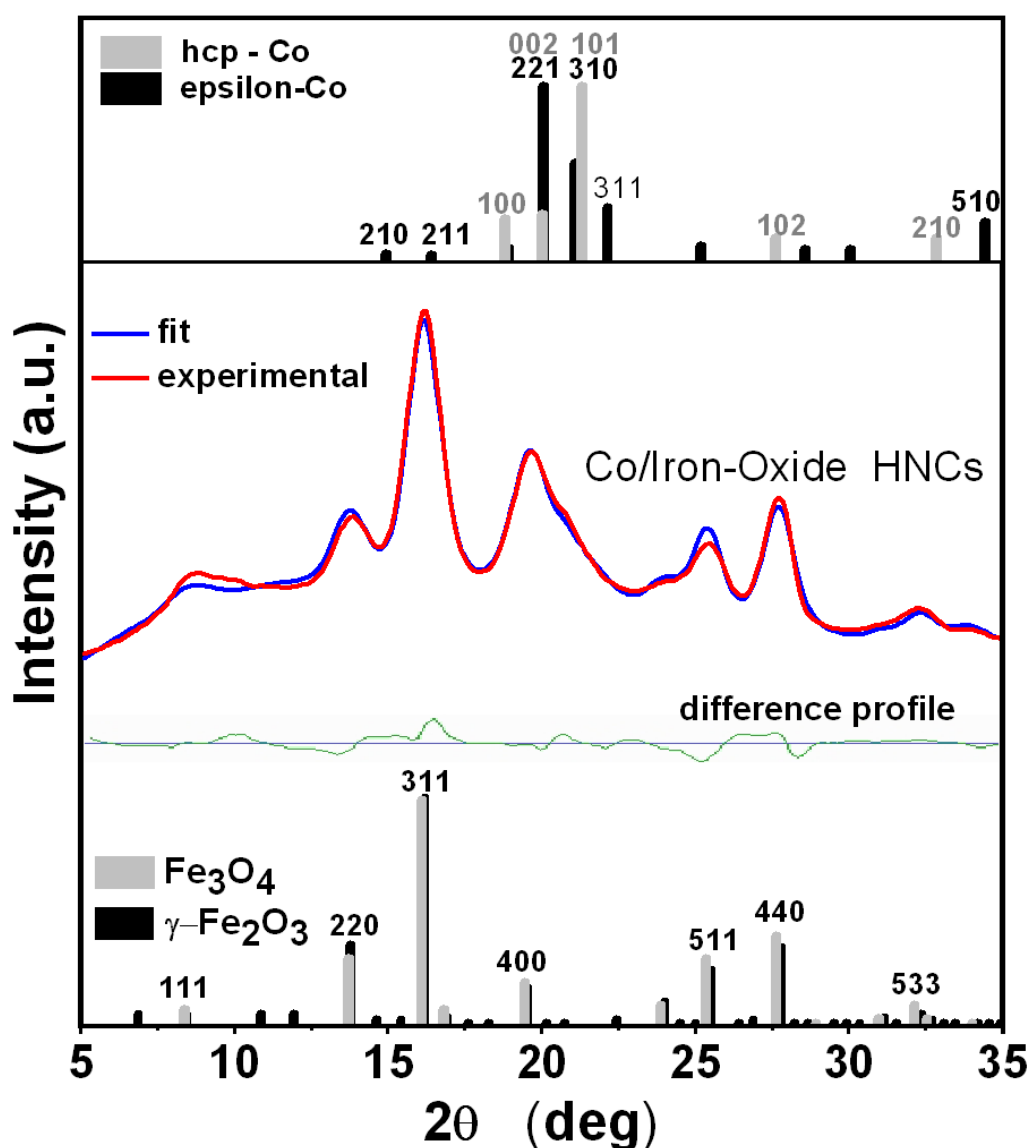 hcp - Co
epsilon-Co
002 101
221 310
210 211 100 311 102 210 510
Intensity (a.u.)
fit
experimental
Co/Iron-Oxide HNCs
difference profile
Fe₃O₄
γ–Fe₂O₃
111 220 311 400 511 440 533
5 10 15 20 25 30 35
2θ (deg)